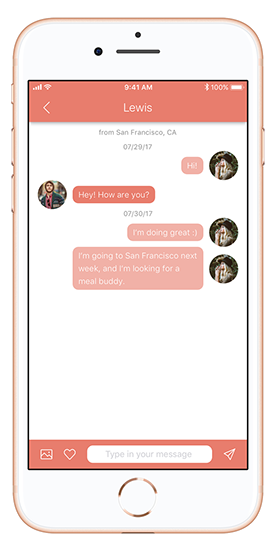 9:41 AM
100%
Lewis
from San Francisco, CA
07/29/17
Hi!
Hey! How are you?
07/30/17
I'm doing great :)
I'm going to San Francisco next
week, and I'm looking for a
meal buddy.
Type in your message